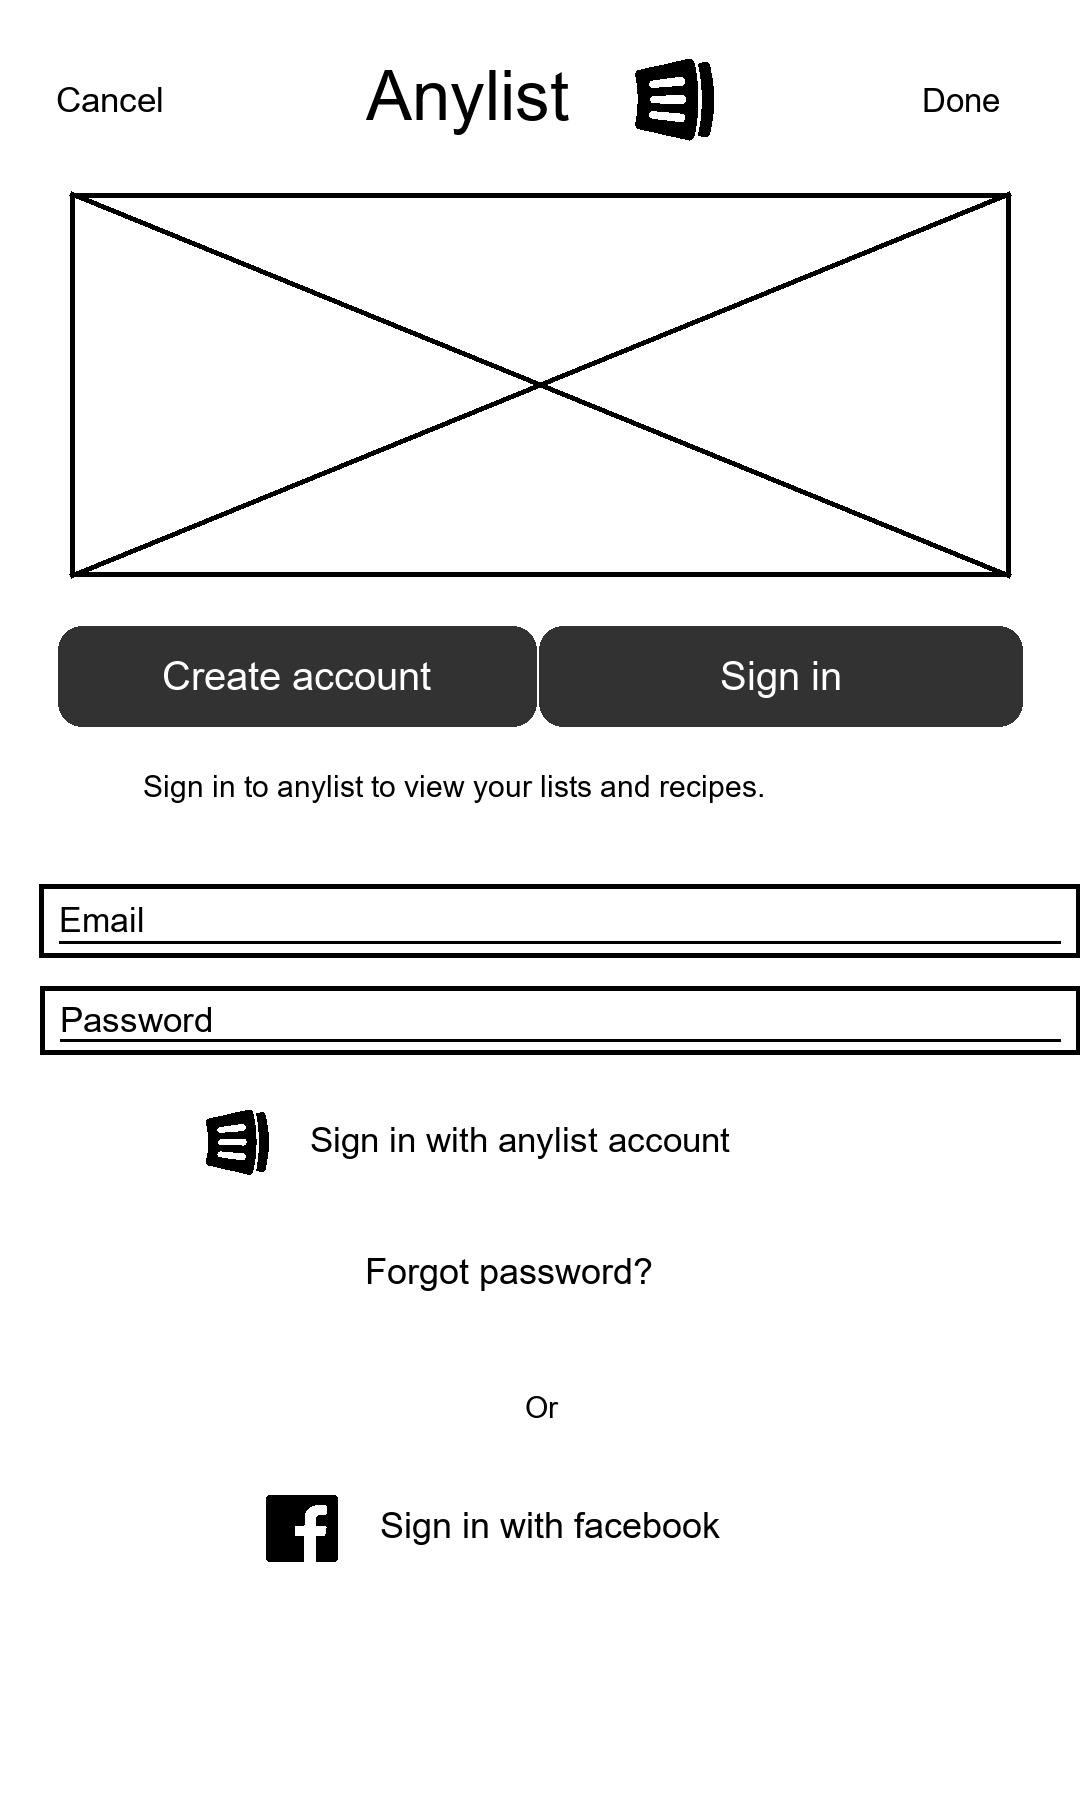 Cancel
Anylist
Done
Create account
Sign in
Sign in to anylist to view your lists and recipes.
Email
Password
Sign in with anylist account
Forgot password?
Or
Sign in with facebook